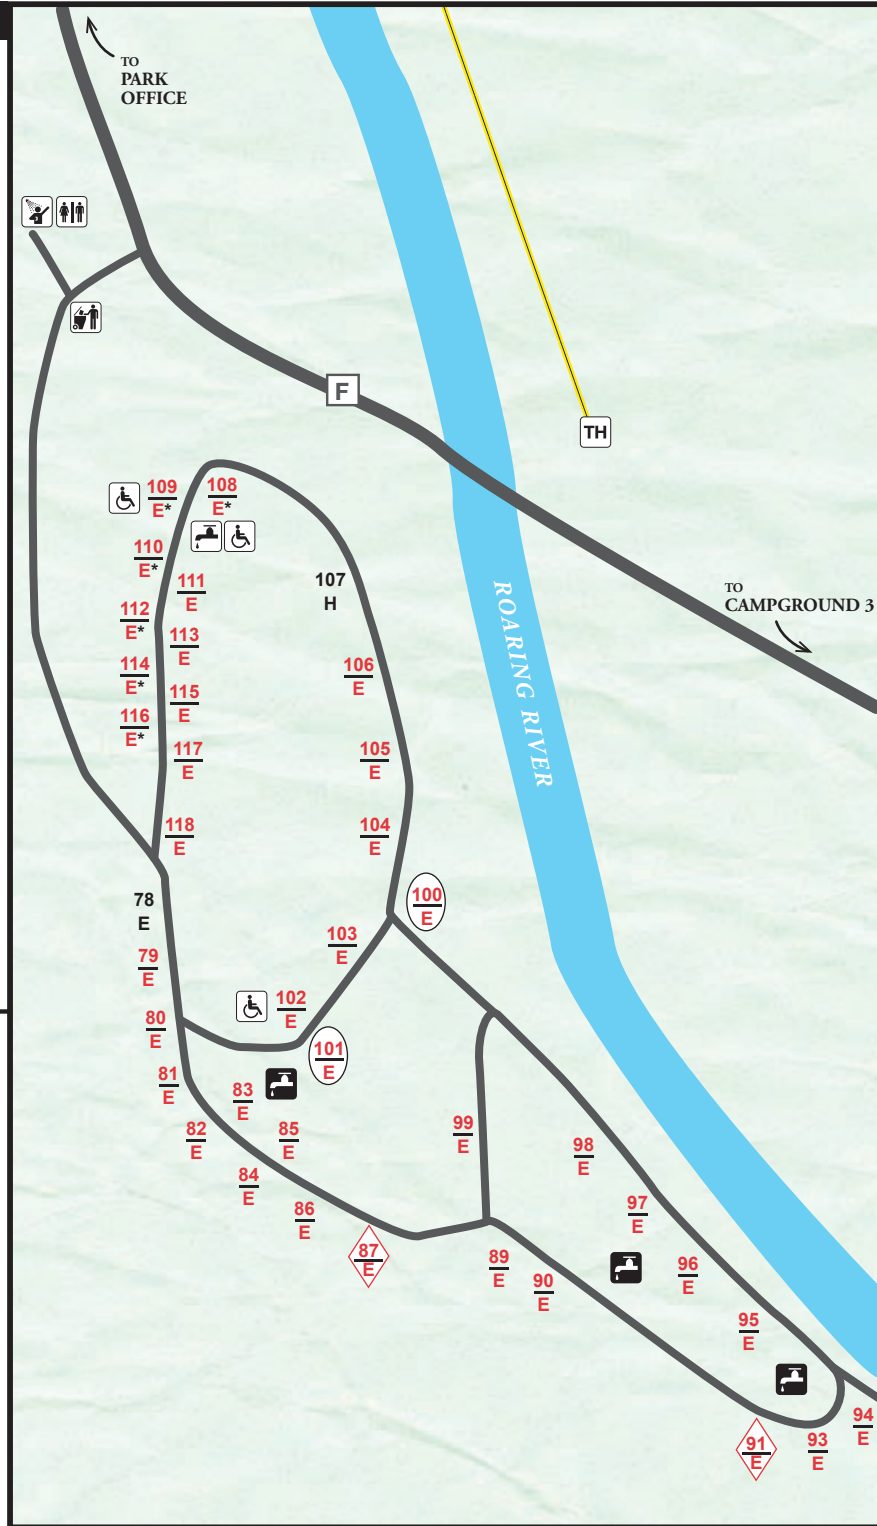 TO
PARK
OFFICE
F
TH
109
E*
108
E*
110
E*
111
E
107
H
TO
CAMPGROUND 3
112
E*
113
E
ROARING RIVER
114
E*
106
E
115
E
116
E*
117
E
105
E
118
E
104
E
78
E
100
E
103
E
79
E
102
E
80
E
101
E
81
E
83
E
82
E
85
E
99
E
98
E
84
E
86
E
97
E
87
E
89
E
90
E
96
E
95
E
94
E
91
E
93
E